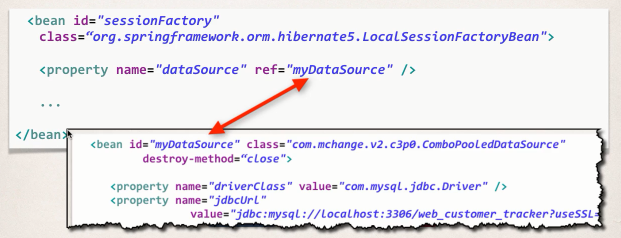 <bean id="sessionFactory"
class=“org.springframework.orm.hibernate5.LocalSessionFactoryBean">
<property name="dataSource" ref="myDataSource" />
...
</bean>
<bean id="myDataSource" class="com.mchange.v2.c3p0.ComboPooledDataSource"
destroy-method=“close">
<property name="driverClass" value="com.mysql.jdbc.Driver" />
<property name="jdbcUrl"
value="jdbc:mysql://localhost:3306/web_customer_tracker?useSSL=